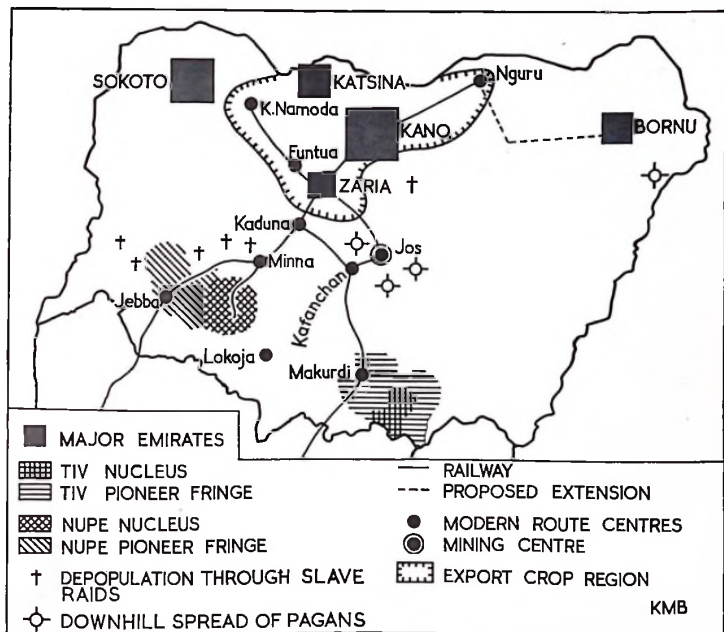 SOKOTO
KATSINA
Nguru
K.Namoda
KANO
BORNU
Funtua
ZARIA
Kaduna
Jos
Minna
Jebba
Kafanchan
Lokoja
Makurdi
MAJOR EMIRATES
TIV NUCLEUS
TIV PIONEER FRINGE
NUPE NUCLEUS
NUPE PIONEER FRINGE
DEPOPULATION THROUGH SLAVE
RAIDS
DOWNHILL SPREAD OF PAGANS
RAILWAY
PROPOSED EXTENSION
MODERN ROUTE CENTRES
MINING CENTRE
EXPORT CROP REGION
KMB